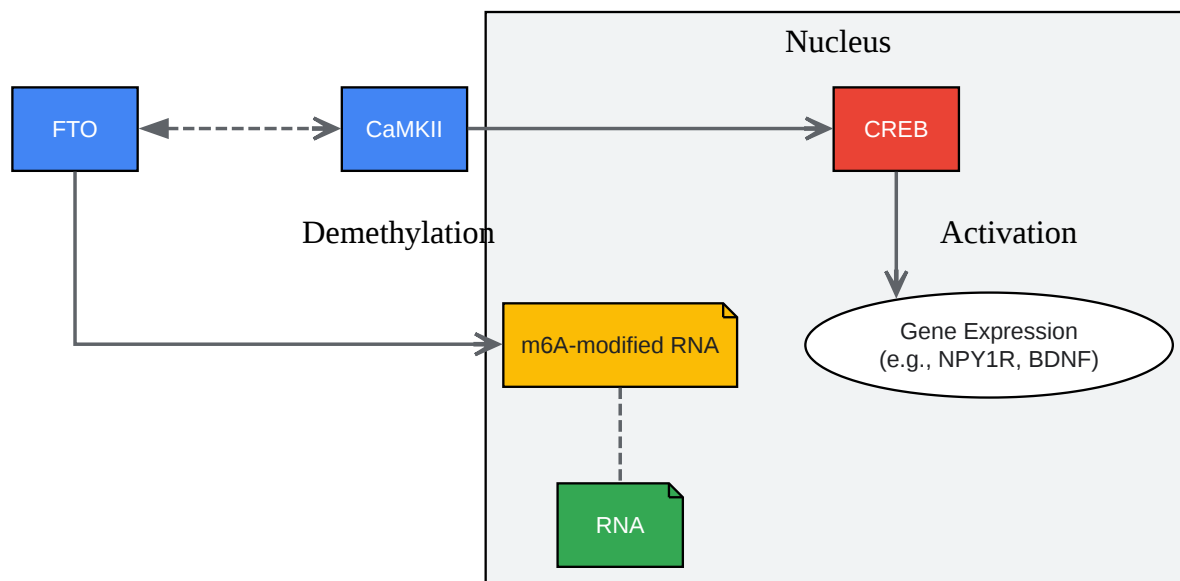 Nucleus
FTO
CaMKII
CREB
Demethylation
Activation
m6A-modified RNA
Gene Expression
(e.g., NPY1R, BDNF)
RNA